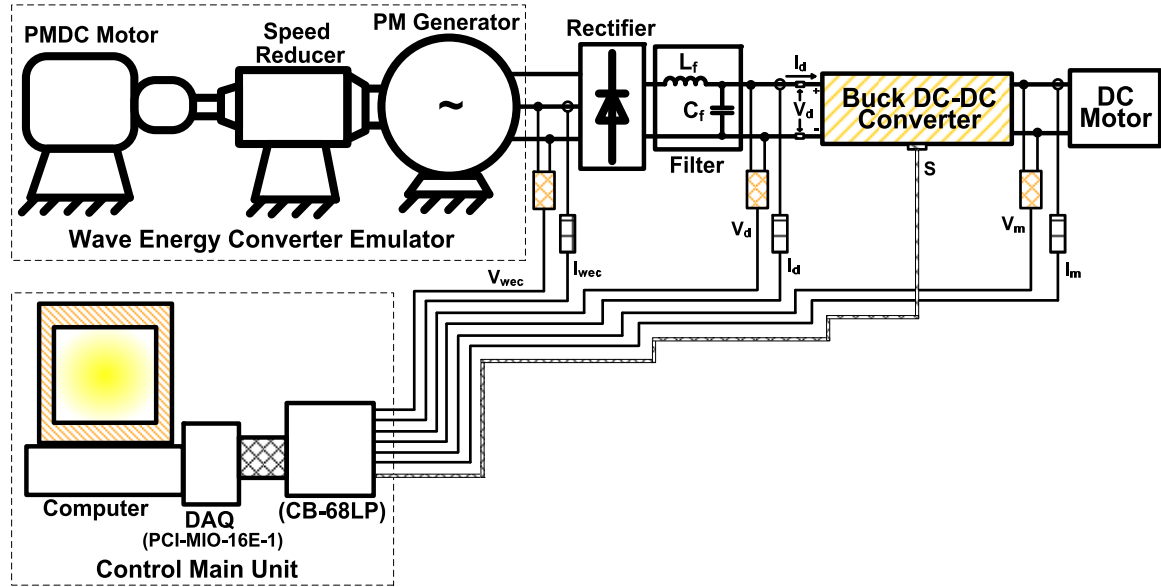 PMDC Motor
Speed
Reducer
PM Generator
~
Wave Energy Converter Emulator
Rectifier
Lf
Cf
Filter
Id
+
Vd
-
Buck DC-DC
Converter
S
DC
Motor
Vwec
Iwec
Vd
Id
Vm
Im
Computer
DAQ
(PCI-MIO-16E-1)
(CB-68LP)
Control Main Unit